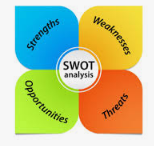 Strengths
Weaknesses
SWOT
analysis
Opportunities
Threats